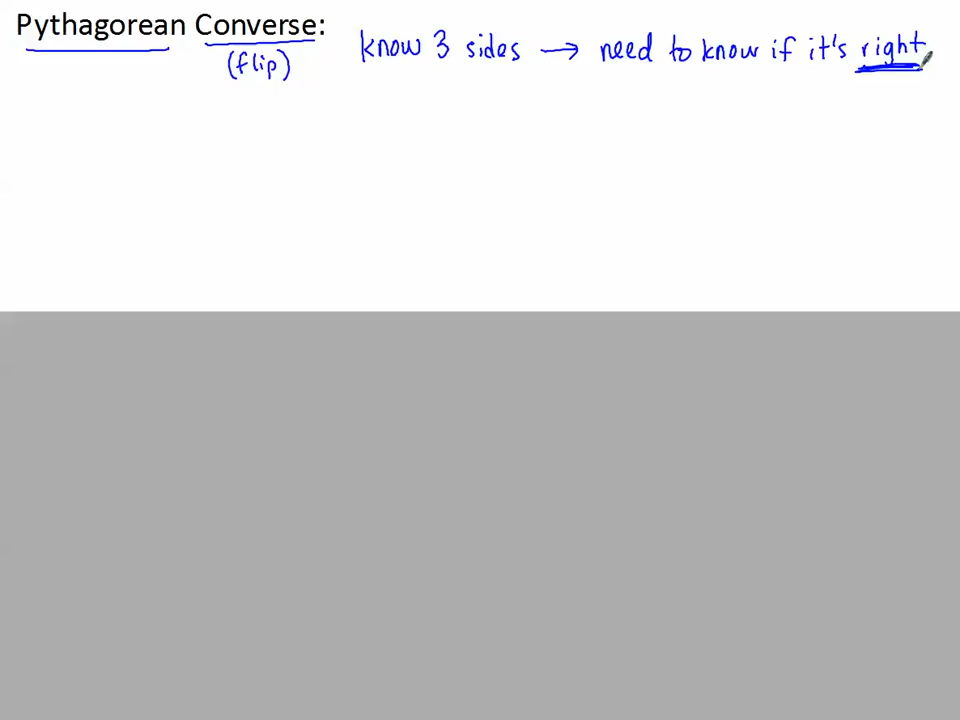 Pythagorean Converse: know 3 sides → need to know if it's right
(flip)